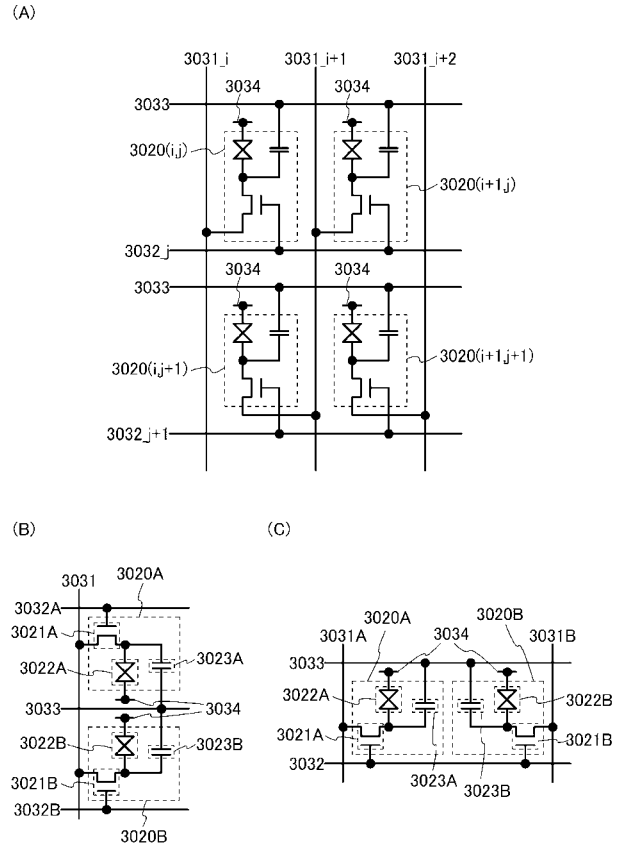 (A)
3031_i 3031_i+1 3031_i+2
3034 3034
3033
3020(i,j)
3020(i+1,j)
3032_j
3034 3034
3033
3020(i,j+1) 3020(i+1,j+1)
3032_j+1
(B)
3031
3020A
3032A
3021A
3023A
3022A
3033 3034
3022B 3023B
3021B
3032B
3020B
(C)
3031A 3020A 3034 3020B 3031B
3033
3022A 3022B
3021A 3021B
3032 3023A 3023B